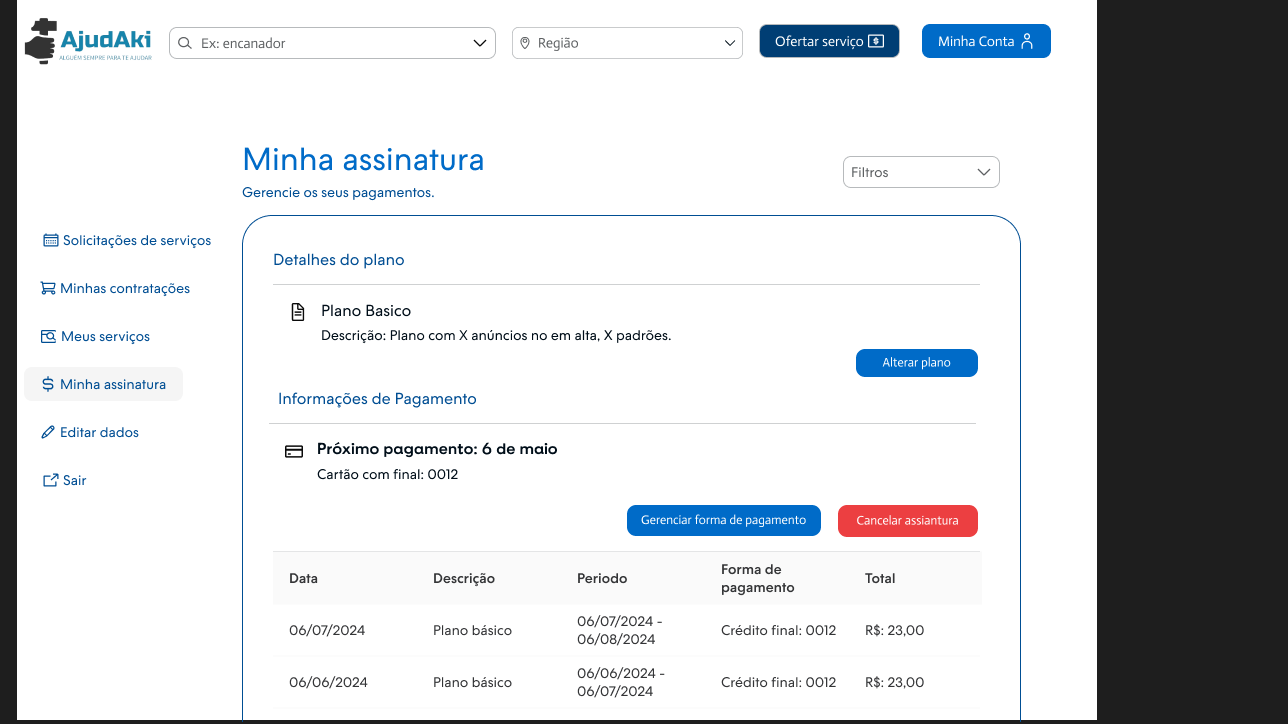 AjudAki
ALGUÉM SEMPRE PARA TE AJUDAR
Ex: encanador
Região
Ofertar serviço
Minha Conta
Minha assinatura
Gerencie os seus pagamentos.
Filtros
Solicitações de serviços
Minhas contratações
Meus serviços
Minha assinatura
Editar dados
Sair
Detalhes do plano
Plano Basico
Descrição: Plano com X anúncios no em alta, X padrões.
Alterar plano
Informações de Pagamento
Próximo pagamento: 6 de maio
Cartão com final: 0012
Gerenciar forma de pagamento
Cancelar assiantura
Data
Descrição
Periodo
Forma de
pagamento
Total
06/07/2024
Plano básico
06/07/2024 -
06/08/2024
Crédito final: 0012
R$: 23,00
06/06/2024
Plano básico
06/06/2024 -
06/07/2024
Crédito final: 0012
R$: 23,00